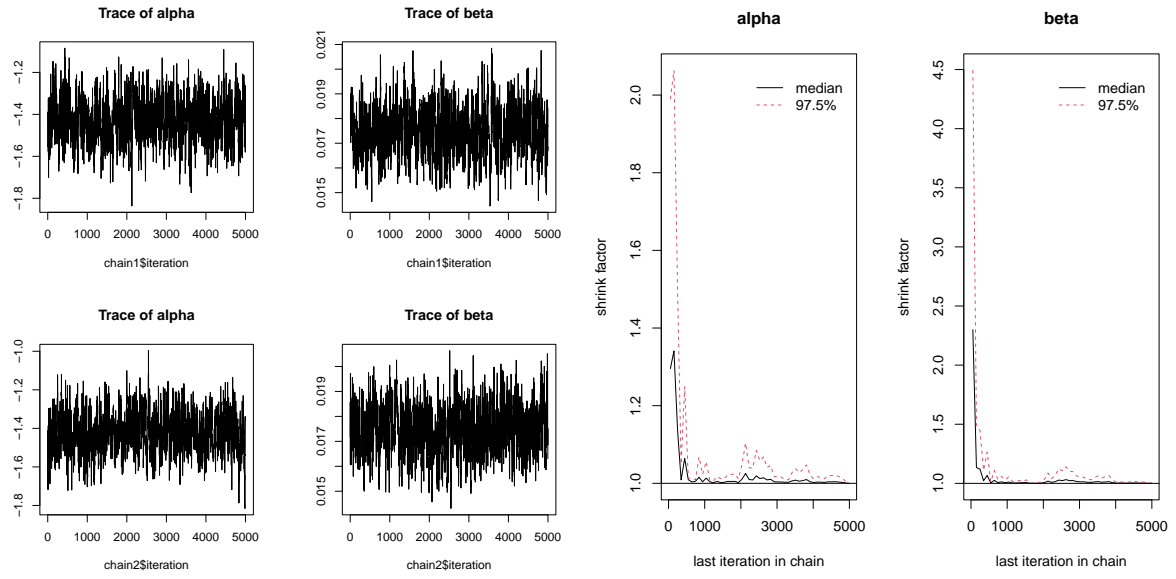 Trace of alpha
−1.2
−1.4
−1.6
−1.8
0 1000 2000 3000 4000 5000
chain1$iteration
Trace of beta
0.021
0.019
0.017
0.015
0 1000 2000 3000 4000 5000
chain1$iteration
Trace of alpha
−1.0
−1.2
−1.4
−1.6
−1.8
0 1000 2000 3000 4000 5000
chain2$iteration
Trace of beta
0.019
0.017
0.015
0 1000 2000 3000 4000 5000
chain2$iteration
alpha
median
97.5%
shrink factor
2.0
1.8
1.6
1.4
1.2
1.0
0 1000 3000 5000
last iteration in chain
beta
median
97.5%
shrink factor
4.5
4.0
3.5
3.0
2.5
2.0
1.5
1.0
0 1000 3000 5000
last iteration in chain